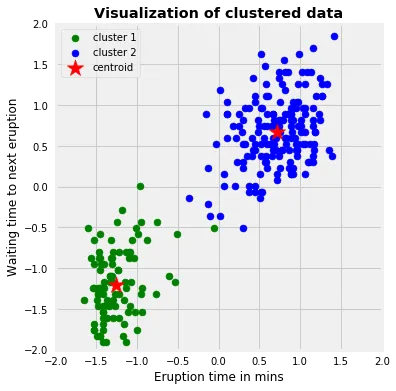 Visualization of clustered data
cluster 1
cluster 2
centroid
2.0
1.5
1.0
0.5
0.0
−0.5
−1.0
−1.5
−2.0
Waiting time to next eruption
−2.0 −1.5 −1.0 −0.5 0.0 0.5 1.0 1.5 2.0
Eruption time in mins